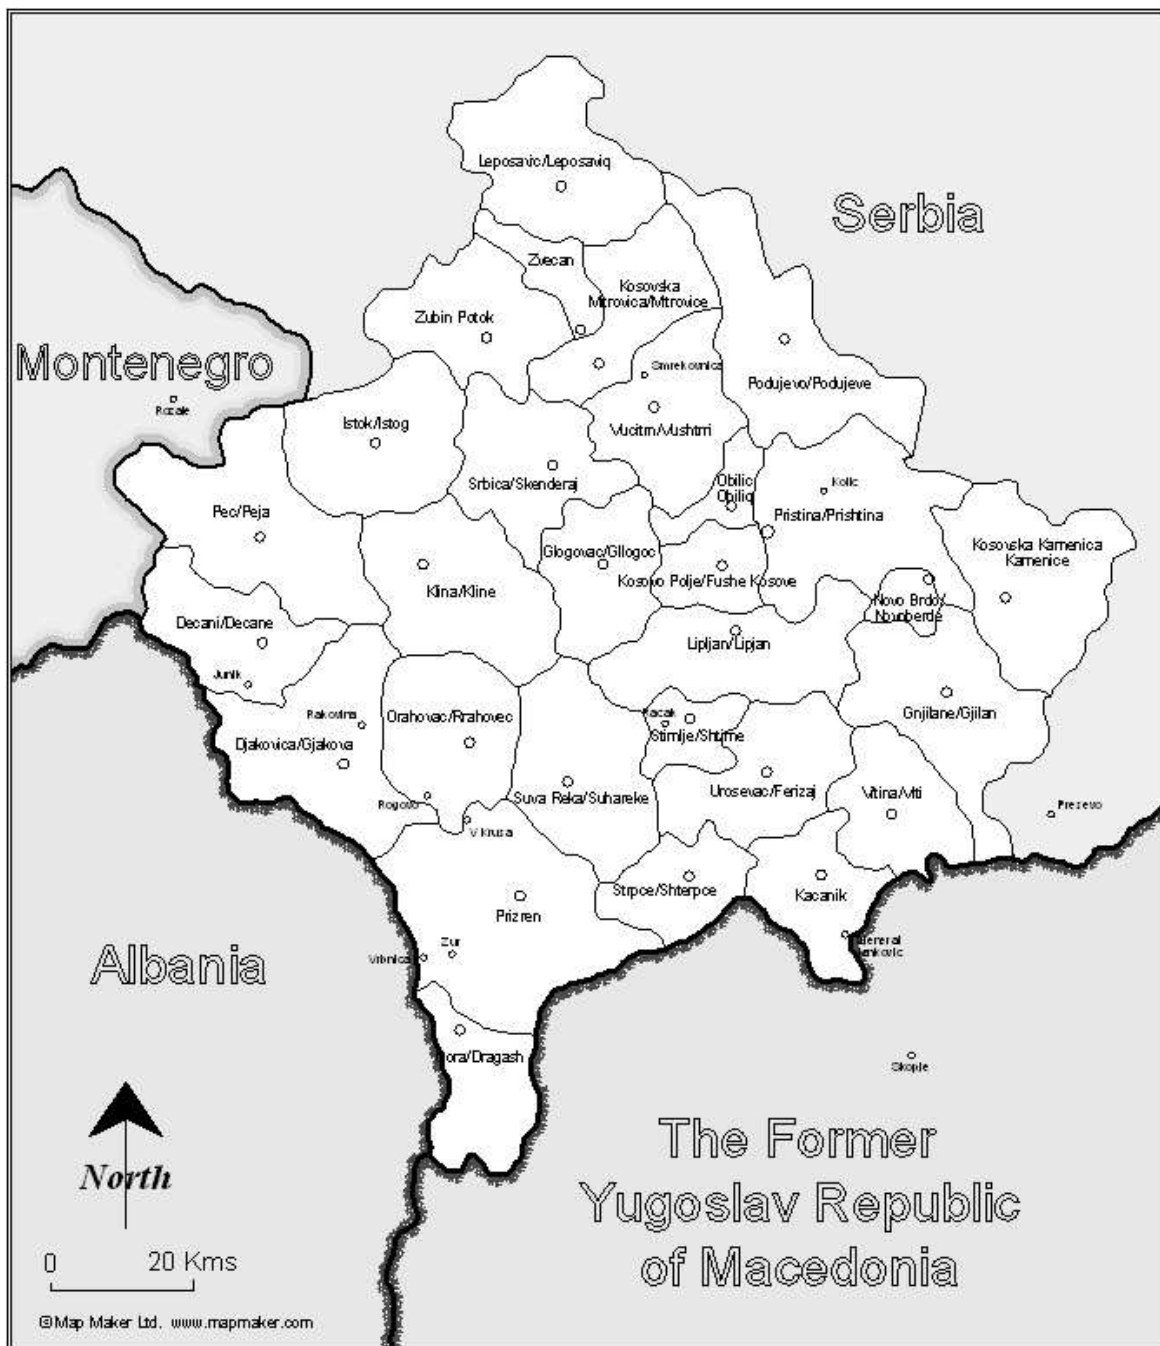 Leposavic/Leposaviq
Serbia
Zvecan
Kosovska
Mitrovica/Mitrovice
Zubin Potok
Montenegro
Smrekovnica
Podujevo/Podujeve
Rozaie
Istok/Istog
Vucitrn/Vushtrri
Srbica/Skenderaj
Obilic
Obiliq
Kolic
Pec/Peja
Pristina/Prishtina
Kosovska Kamenica
Kamenice
Glogovac/Gllogoc
Kosovo Polje/Fushe Kosove
Klina/Kline
Novo Brdo/
Novoberde
Decani/Decane
Lipljan/Lipjan
Junik
Gnjilane/Gjilan
Rakovina
Orahovac/Rrahovec
Racak
Stimlje/Shtime
Djakovica/Gjakova
Suva Reka/Suhareke
Urosevac/Ferizaj
Vitina/Viti
Rogovo
Presevo
V Krusa
Strpce/Shterpce
Kacanik
Prizren
Zur
Vrbnica
General
Jankovic
Albania
ora/Dragash
Skopje
North
The Former
Yugoslav Republic
of Macedonia
0 20 Kms
©Map Maker Ltd. www.mapmaker.com